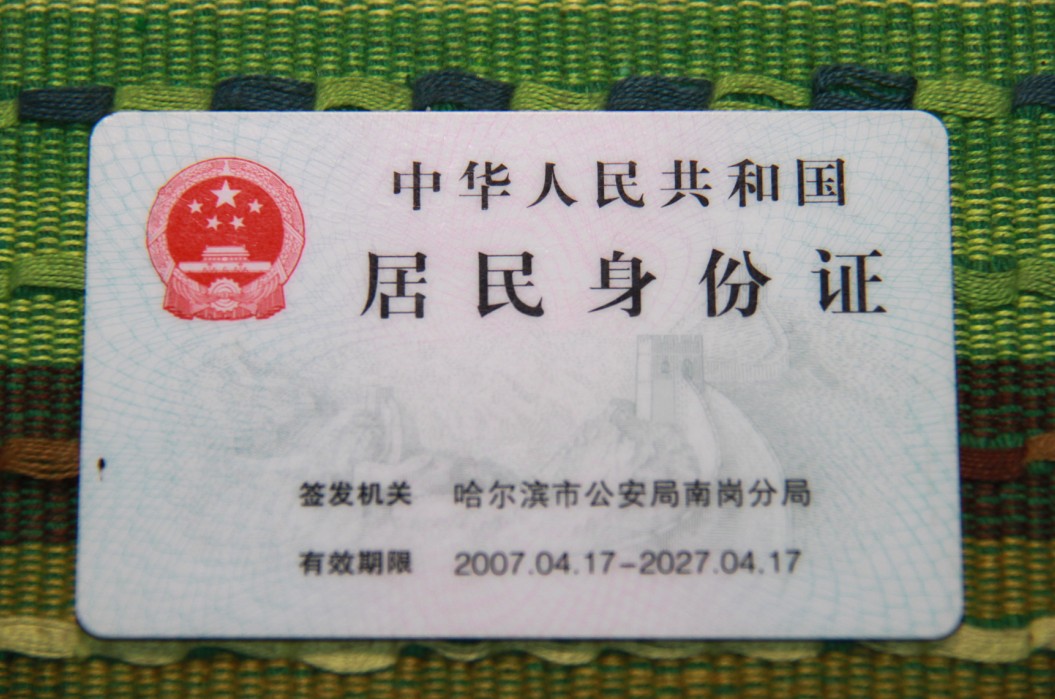 中华人民共和国
居民身份证
签发机关 哈尔滨市公安局南岗分局
有效期限 2007.04.17-2027.04.17